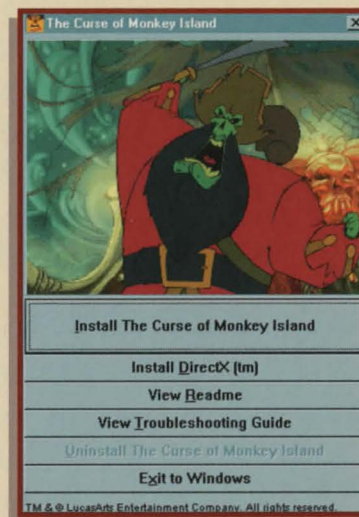 The Curse of Monkey Island
Install The Curse of Monkey Island
Install DirectX (tm)
View Readme
View Troubleshooting Guide
Uninstall The Curse of Monkey Island
Exit to Windows
TM & © LucasArts Entertainment Company. All rights reserved.